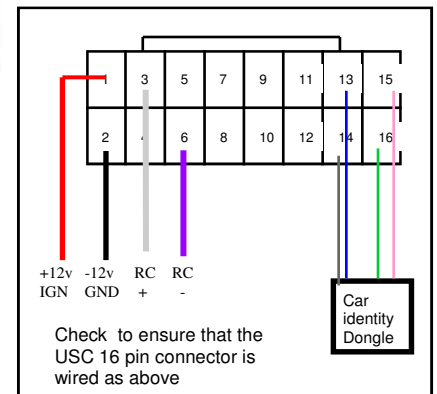 1 3 5 7 9 11 13 15
2 4 6 8 10 12 14 16
+12v -12v RC RC
IGN GND + -
Car
identity
Dongle
Check to ensure that the
USC 16 pin connector is
wired as above